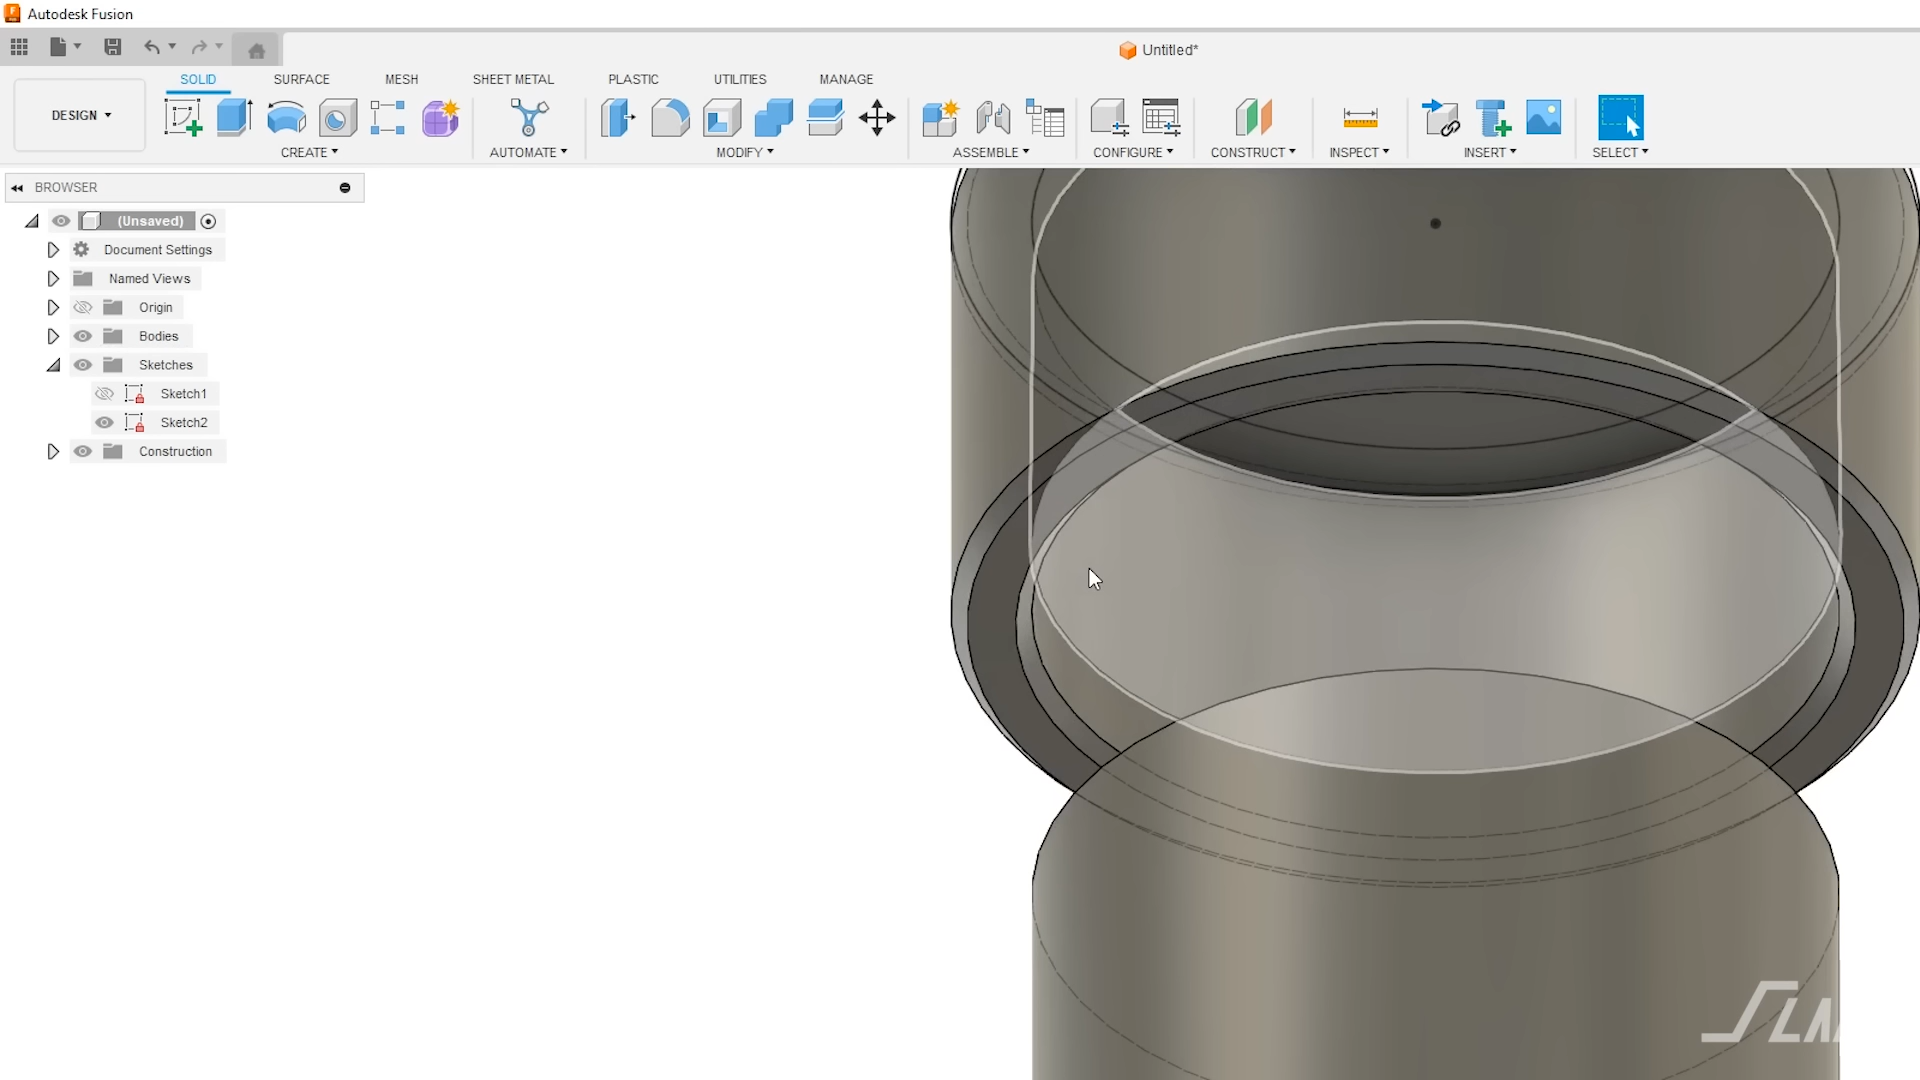 Autodesk Fusion
Untitled*
SOLID SURFACE MESH SHEET METAL PLASTIC UTILITIES MANAGE
DESIGN
CREATE AUTOMATE MODIFY ASSEMBLE CONFIGURE CONSTRUCT INSPECT INSERT SELECT
BROWSER
(Unsaved)
Document Settings
Named Views
Origin
Bodies
Sketches
Sketch1
Sketch2
Construction